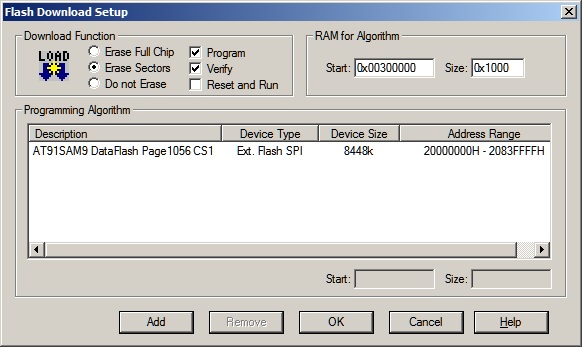 Flash Download Setup
Download Function
LOAD
Erase Full Chip
Erase Sectors
Do not Erase
Program
Verify
Reset and Run
RAM for Algorithm
Start: 0x00300000 Size: 0x1000
Programming Algorithm
Description Device Type Device Size Address Range
AT91SAM9 DataFlash Page1056 CS1 Ext. Flash SPI 8448k 20000000H - 2083FFFFH
Start: Size:
Add Remove OK Cancel Help